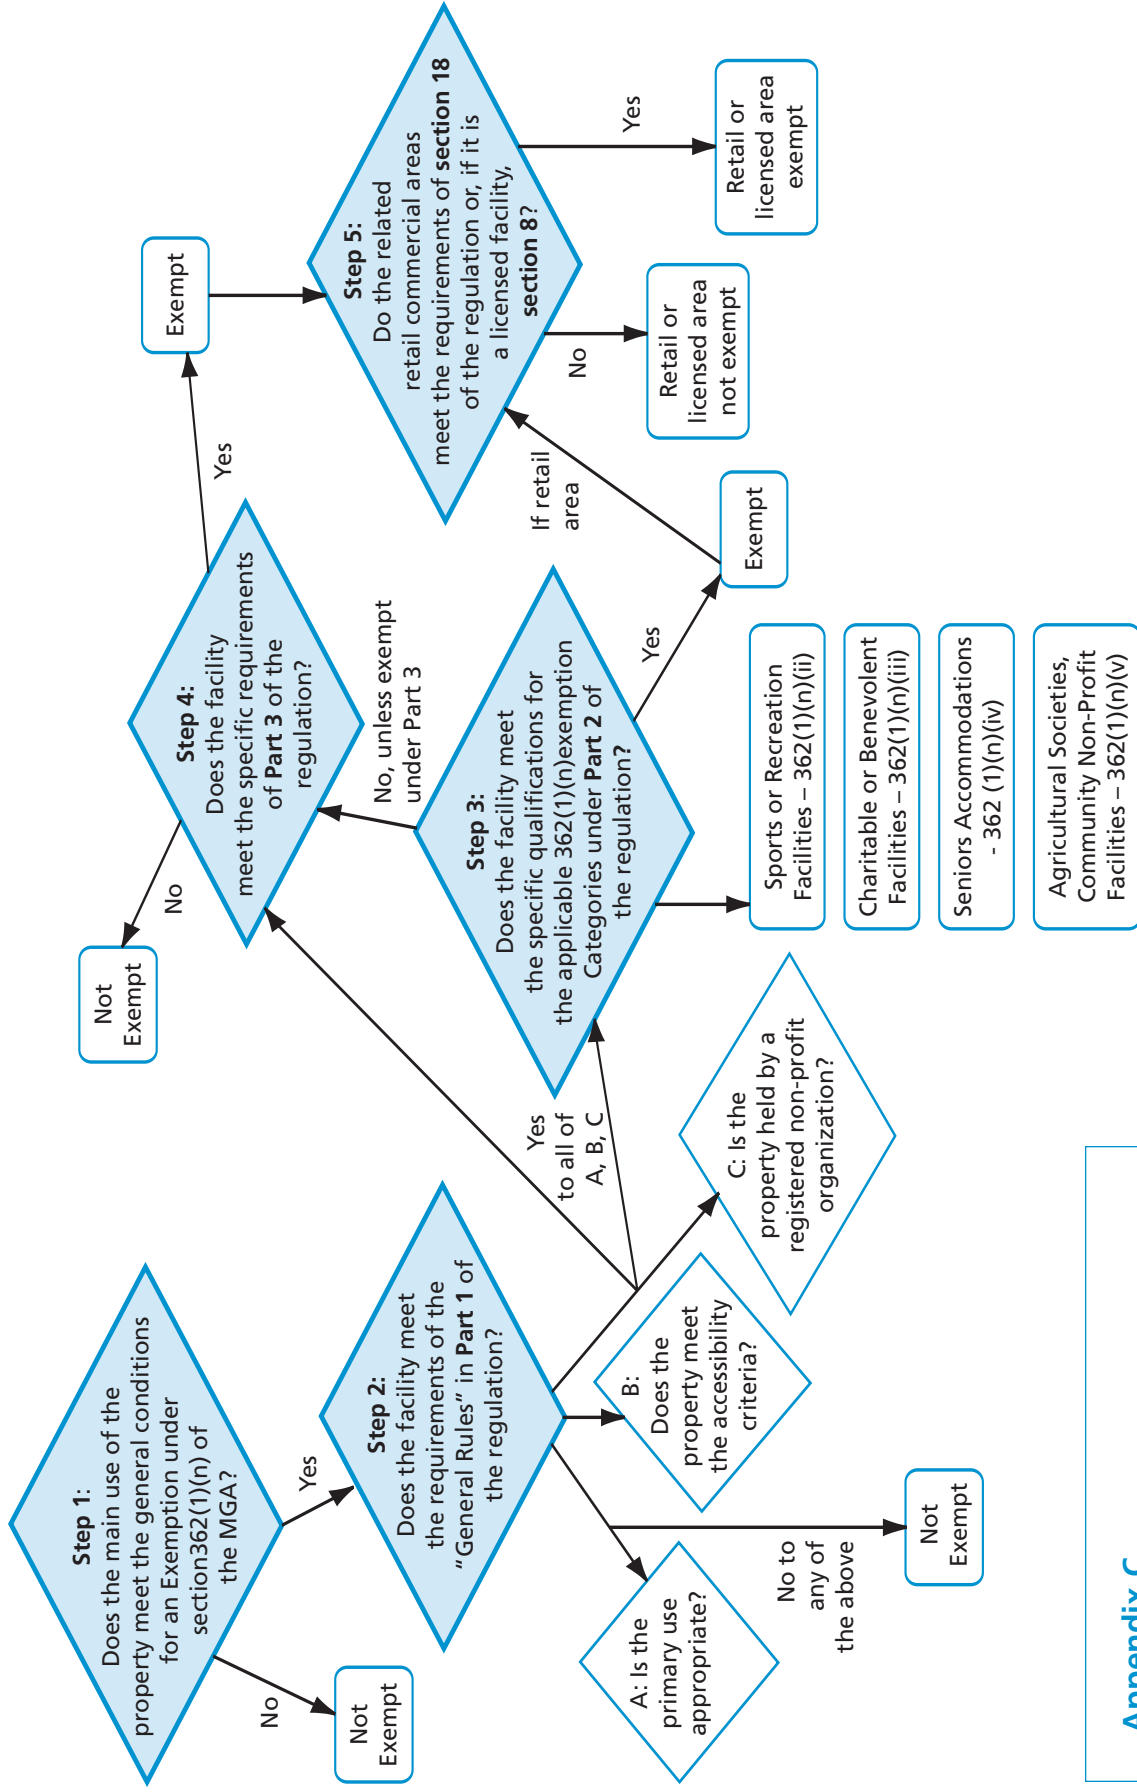 Step 1:
Does the main use of the
property meet the general conditions
for an Exemption under
section362(1)(n) of
the MGA?
No
Not
Exempt
Yes
Step 2:
Does the facility meet
the requirements of the
“General Rules” in Part 1 of
the regulation?
A: Is the
primary use
appropriate?
B:
Does the
property meet
the accessibility
criteria?
C: Is the
property held by a
registered non-profit
organization?
No to
any of
the above
Not
Exempt
Yes
to all of
A, B, C
Step 3:
Does the facility meet
the specific qualifications for
the applicable 362(1)(n)exemption
Categories under Part 2 of
the regulation?
Sports or Recreation
Facilities – 362(1)(n)(ii)
Charitable or Benevolent
Facilities – 362(1)(n)(iii)
Seniors Accommodations
- 362 (1)(n)(iv)
Agricultural Societies,
Community Non-Profit
Facilities – 362(1)(n)(v)
No, unless exempt
under Part 3
Yes
Exempt
If retail
area
Step 4:
Does the facility
meet the specific requirements
of Part 3 of the
regulation?
No
Not
Exempt
Yes
Exempt
Step 5:
Do the related
retail commercial areas
meet the requirements of section 18
of the regulation or, if it is
a licensed facility,
section 8?
No
Retail or
licensed area
not exempt
Yes
Retail or
licensed area
exempt
Appendix C